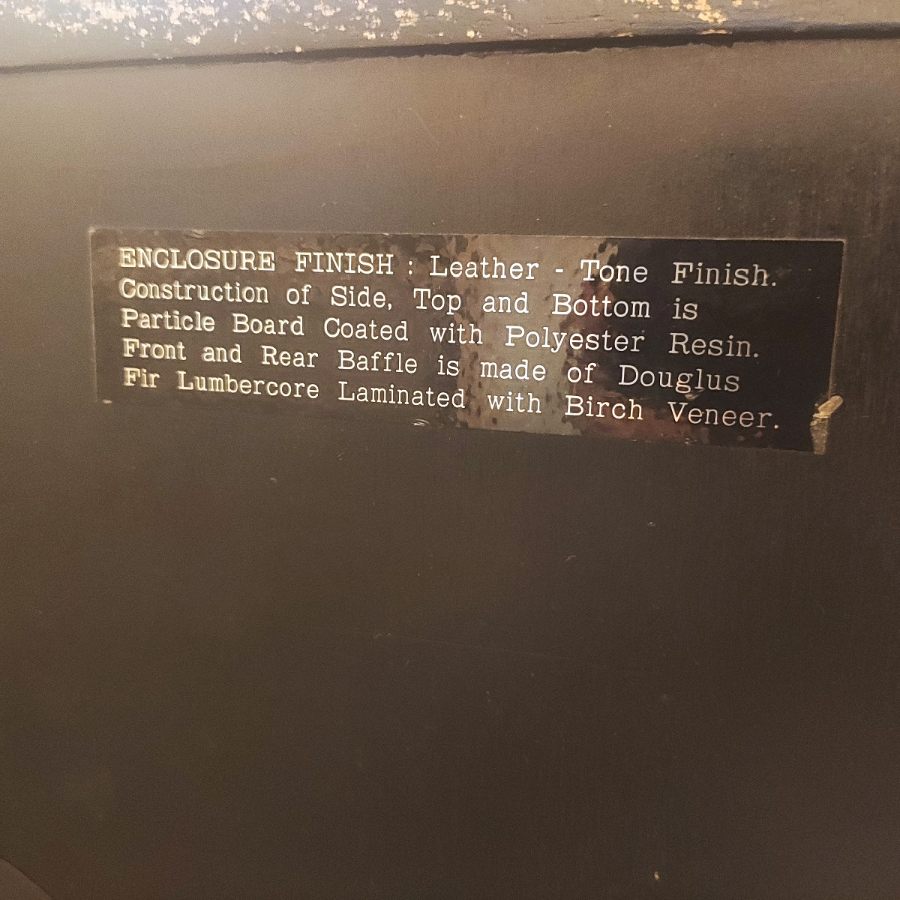 ENCLOSURE FINISH : Leather - Tone Finish.
Construction of Side, Top and Bottom is
Particle Board Coated with Polyester Resin.
Front and Rear Baffle is made of Douglus
Fir Lumbercore Laminated with Birch Veneer.